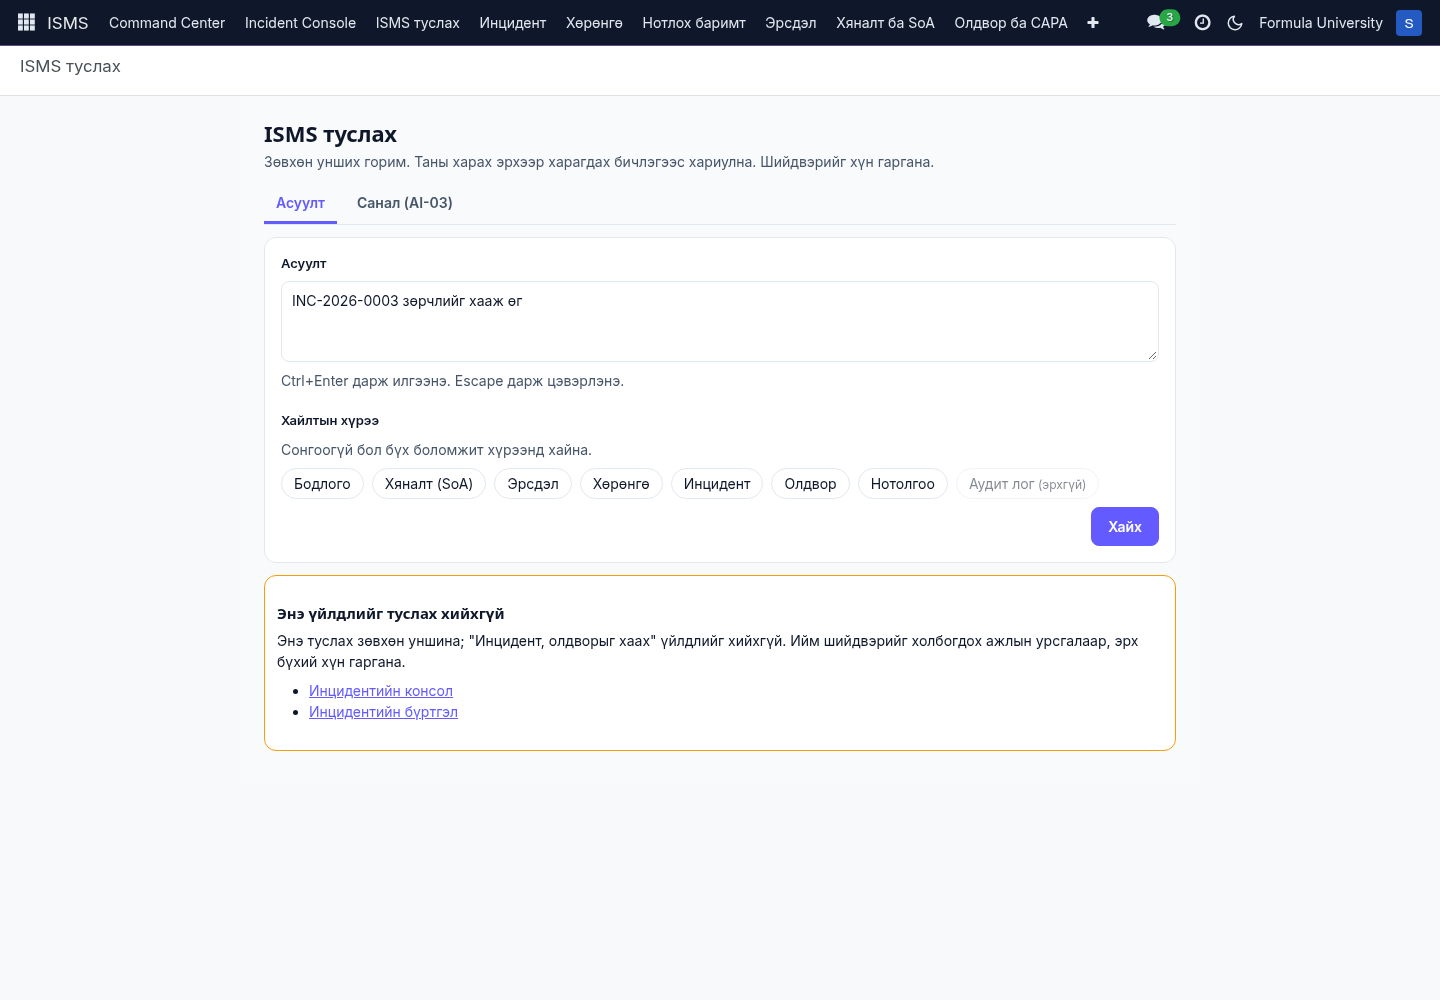 ISMS Command Center Incident Console ISMS туслах Инцидент Хөрөнгө Нотлох баримт Эрсдэл Хяналт ба SoA Олдвор ба CAPA 3 Formula University S
ISMS туслах
ISMS туслах
Зөвхөн унших горим. Таны харах эрхээр харагдах бичлэгээс хариулна. Шийдвэрийг хүн гаргана.
Асуулт Санал (AI-03)
Асуулт
INC-2026-0003 зөрчлийг хааж өг
Ctrl+Enter дарж илгээнэ. Escape дарж цэвэрлэнэ.
Хайлтын хүрээ
Сонгоогүй бол бүх боломжит хүрээнд хайна.
Бодлого Хяналт (SoA) Эрсдэл Хөрөнгө Инцидент Олдвор Нотолгоо Аудит лог (эрхгүй)
Хайх
Энэ үйлдлийг туслах хийхгүй
Энэ туслах зөвхөн уншина; "Инцидент, олдворыг хаах" үйлдлийг хийхгүй. Ийм шийдвэрийг холбогдох ажлын урсгалаар, эрх
бүхий хүн гаргана.
Инцидентийн консол
Инцидентийн бүртгэл